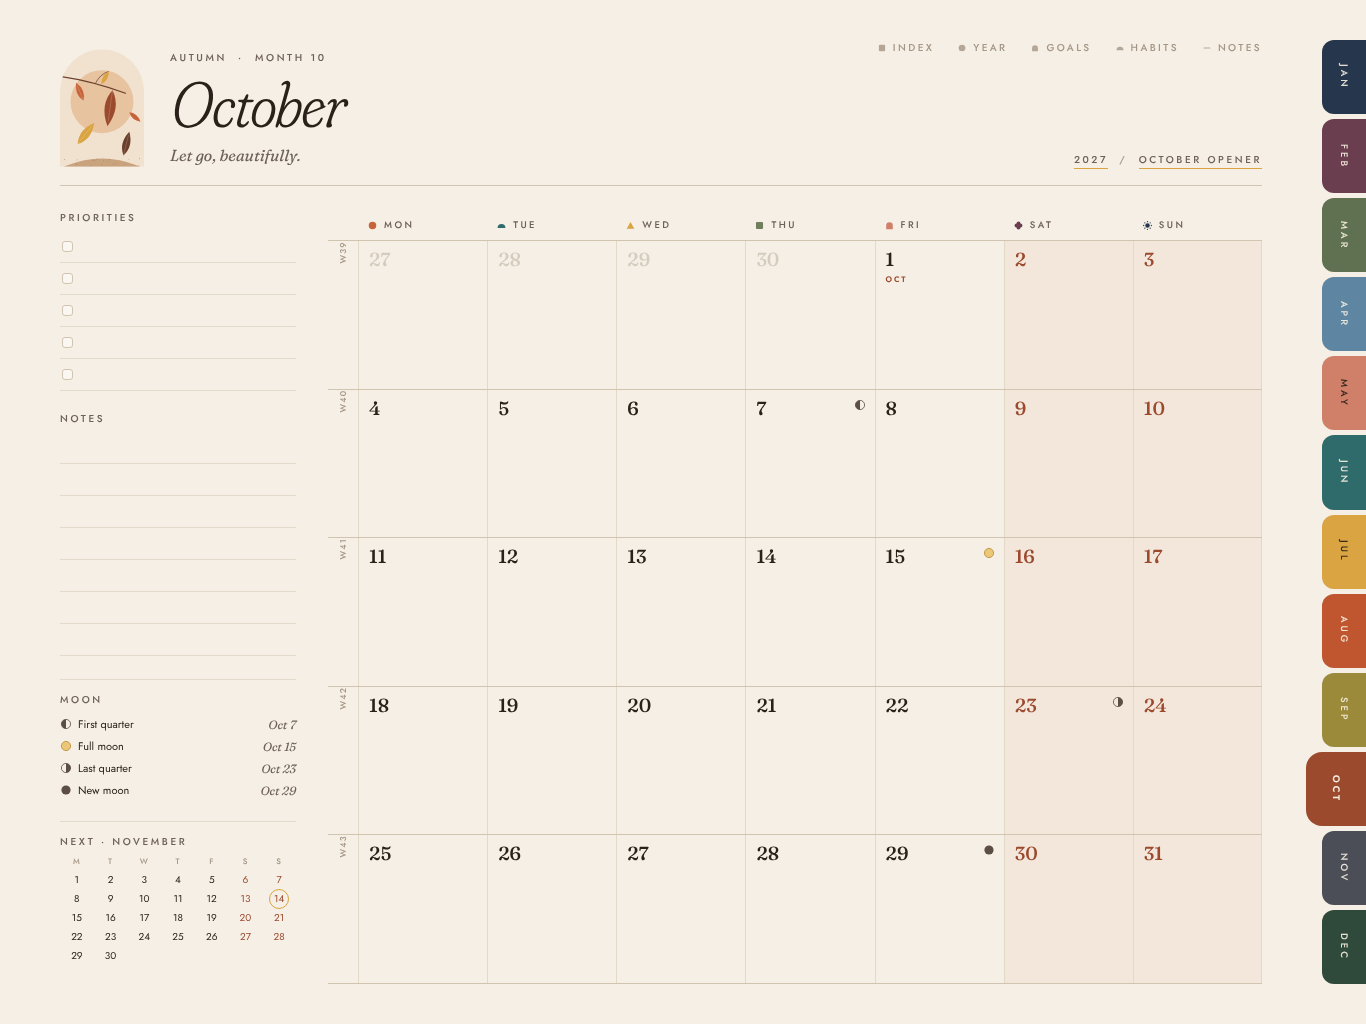 AUTUMN · MONTH 10
October
Let go, beautifully.
INDEX YEAR GOALS HABITS NOTES
2027 / OCTOBER OPENER
PRIORITIES
NOTES
MOON
First quarter Oct 7
Full moon Oct 15
Last quarter Oct 23
New moon Oct 29
NEXT · NOVEMBER
M T W T F S S
1 2 3 4 5 6 7
8 9 10 11 12 13 14
15 16 17 18 19 20 21
22 23 24 25 26 27 28
29 30
MON TUE WED THU FRI SAT SUN
W39 27 28 29 30 1 2 3
OCT
W40 4 5 6 7 8 9 10
W41 11 12 13 14 15 16 17
W42 18 19 20 21 22 23 24
W43 25 26 27 28 29 30 31
JAN
FEB
MAR
APR
MAY
JUN
JUL
AUG
SEP
OCT
NOV
DEC